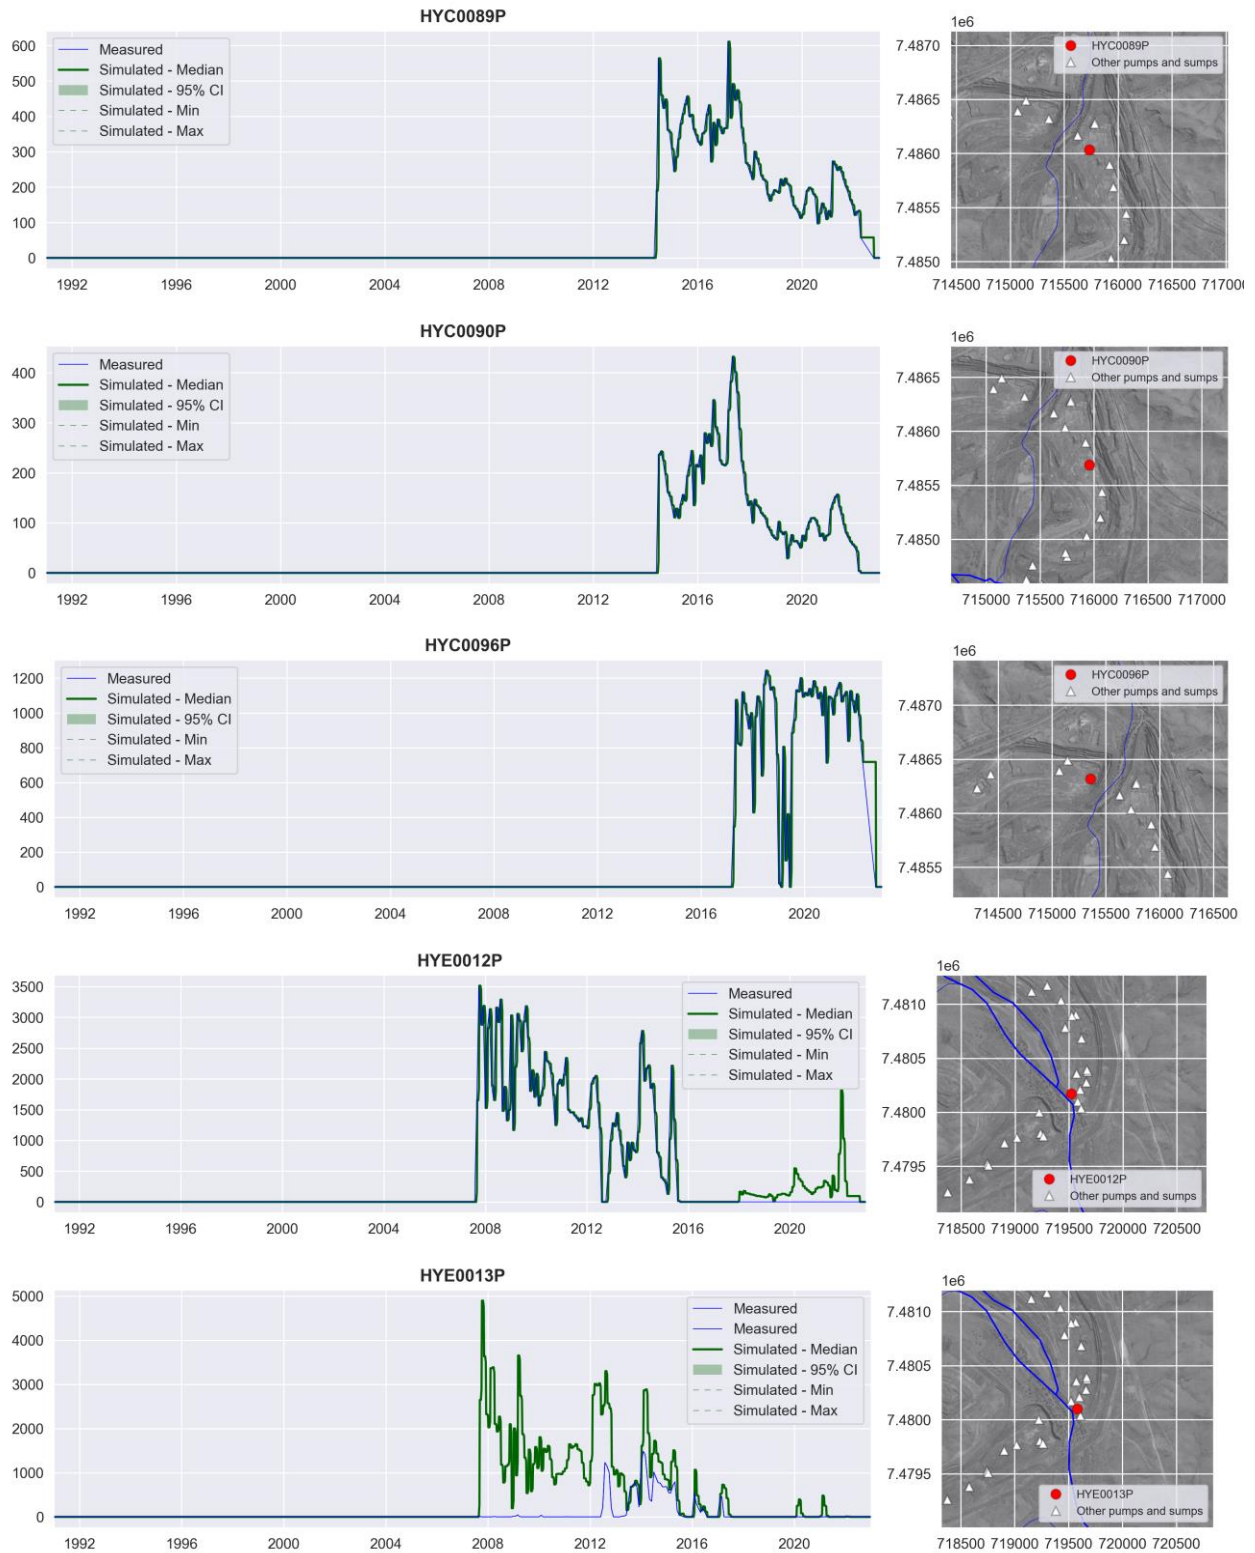 HYC0089P
Measured
Simulated - Median
Simulated - 95% CI
Simulated - Min
Simulated - Max
600
500
400
300
200
100
0
1992 1996 2000 2004 2008 2012 2016 2020
1e6
HYC0089P
Other pumps and sumps
7.4870
7.4865
7.4860
7.4855
7.4850
714500 715000 715500 716000 716500 717000
HYC0090P
Measured
Simulated - Median
Simulated - 95% CI
Simulated - Min
Simulated - Max
400
300
200
100
0
1992 1996 2000 2004 2008 2012 2016 2020
1e6
HYC0090P
Other pumps and sumps
7.4865
7.4860
7.4855
7.4850
715000 715500 716000 716500 717000
HYC0096P
Measured
Simulated - Median
Simulated - 95% CI
Simulated - Min
Simulated - Max
1200
1000
800
600
400
200
0
1992 1996 2000 2004 2008 2012 2016 2020
1e6
HYC0096P
Other pumps and sumps
7.4870
7.4865
7.4860
7.4855
714500 715000 715500 716000 716500
HYE0012P
Measured
Simulated - Median
Simulated - 95% CI
Simulated - Min
Simulated - Max
3500
3000
2500
2000
1500
1000
500
0
1992 1996 2000 2004 2008 2012 2016 2020
1e6
7.4810
7.4805
7.4800
7.4795
HYE0012P
Other pumps and sumps
718500 719000 719500 720000 720500
HYE0013P
Measured
Measured
Simulated - Median
Simulated - 95% CI
Simulated - Min
Simulated - Max
5000
4000
3000
2000
1000
0
1992 1996 2000 2004 2008 2012 2016 2020
1e6
7.4810
7.4805
7.4800
7.4795
HYE0013P
Other pumps and sumps
718500 719000 719500 720000 720500